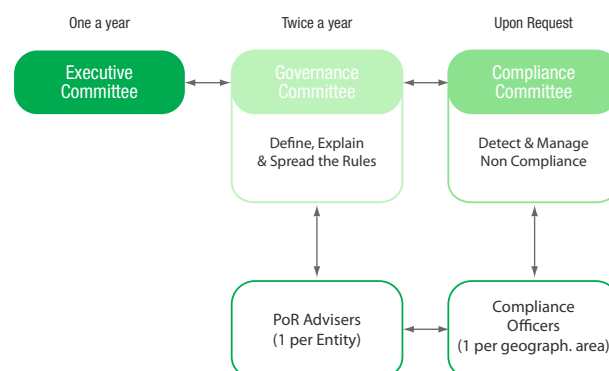 One a year
Twice a year
Upon Request
Executive
Committee
Governance
Committee
Compliance
Committee
Define, Explain
& Spread the Rules
Detect & Manage
Non Compliance
PoR Advisers
(1 per Entity)
Compliance
Officers
(1 per geograph. area)